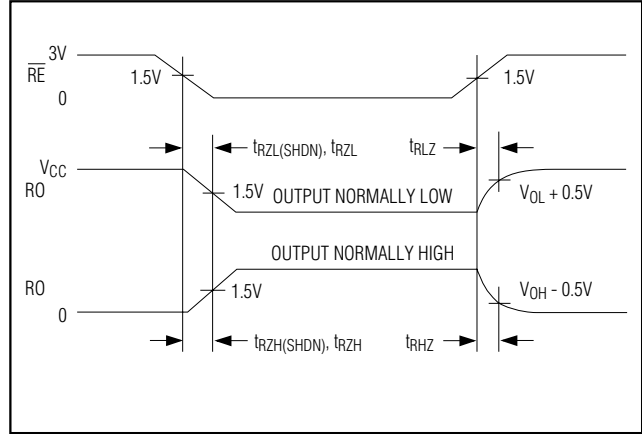 3V
RE
1.5V
1.5V
0
tRZL(SHDN), tRZL
tRLZ
VCC
RO
1.5V
OUTPUT NORMALLY LOW
VOL + 0.5V
OUTPUT NORMALLY HIGH
RO
1.5V
VOH - 0.5V
0
tRZH(SHDN), tRZH
tRHZ